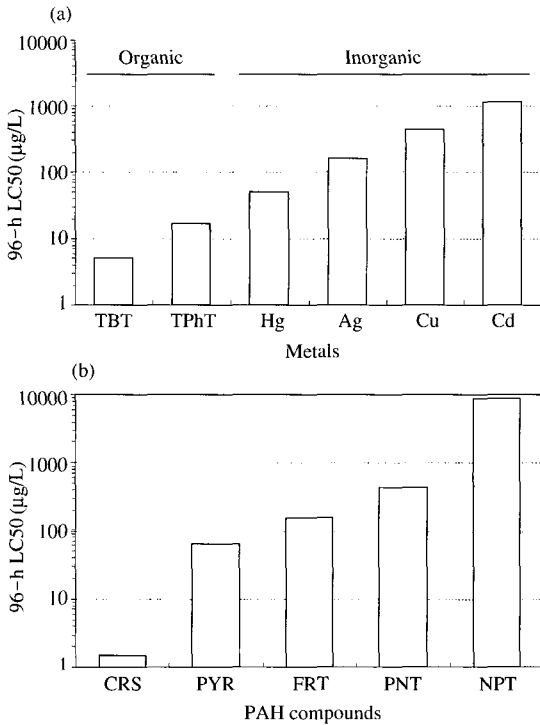 (a)
Organic Inorganic
10000
1000
100
10
1
96-h LC50 (µg/L)
TBT TPhT Hg Ag Cu Cd
Metals
(b)
10000
1000
100
10
1
96-h LC50 (µg/L)
CRS PYR FRT PNT NPT
PAH compounds